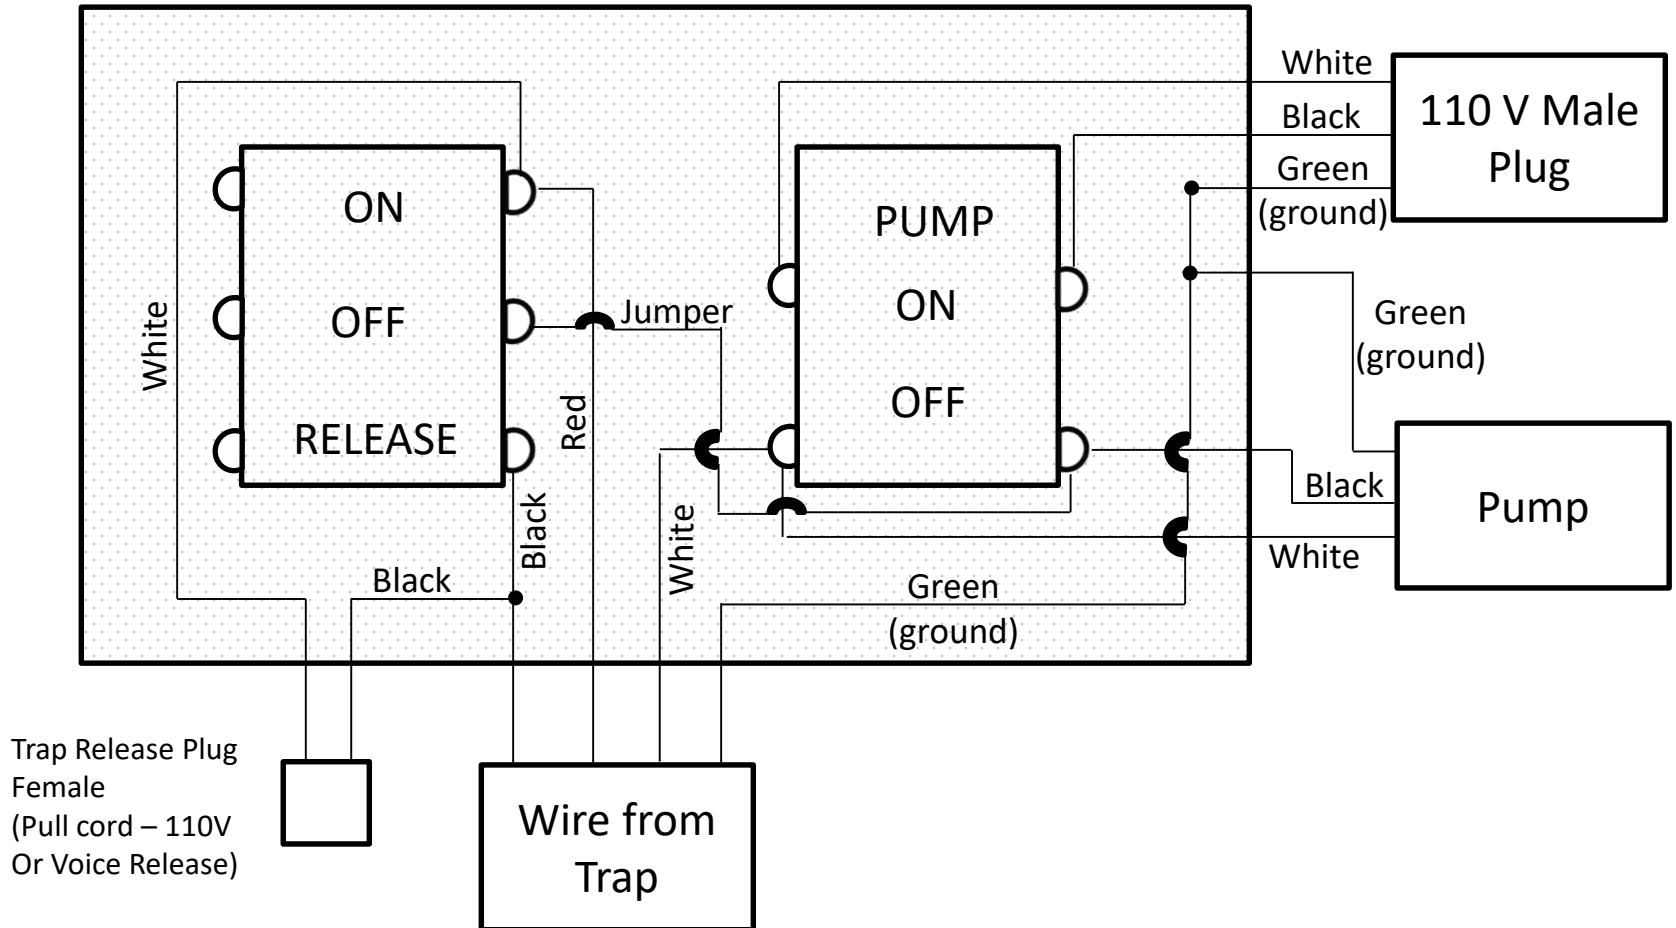 White
110 V Male
Plug
Black
Green
(ground)
ON
OFF
RELEASE
PUMP
ON
OFF
White
Jumper
Red
Green
(ground)
Black
Pump
White
Black
Black
White
Green
(ground)
Trap Release Plug
Female
(Pull cord – 110V
Or Voice Release)
Wire from
Trap